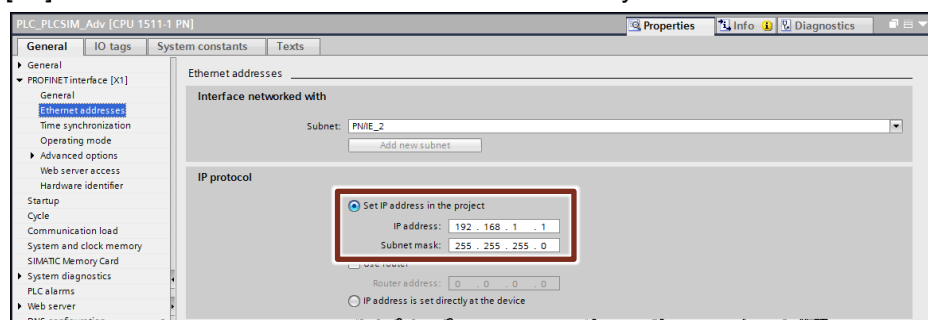 PLC_PLCSIM_Adv [CPU 1511-1 PN]
Properties Info Diagnostics
General IO tags System constants Texts
General
PROFINET interface [X1]
General
Ethernet addresses
Time synchronization
Operating mode
Advanced options
Web server access
Hardware identifier
Startup
Cycle
Communication load
System and clock memory
SIMATIC Memory Card
System diagnostics
PLC alarms
Web server
Ethernet addresses
Interface networked with
Subnet: PN/IE_2
Add new subnet
IP protocol
Set IP address in the project
IP address: 192 . 168 . 1 . 1
Subnet mask: 255 . 255 . 255 . 0
Router address: 0 . 0 . 0 . 0
IP address is set directly at the device